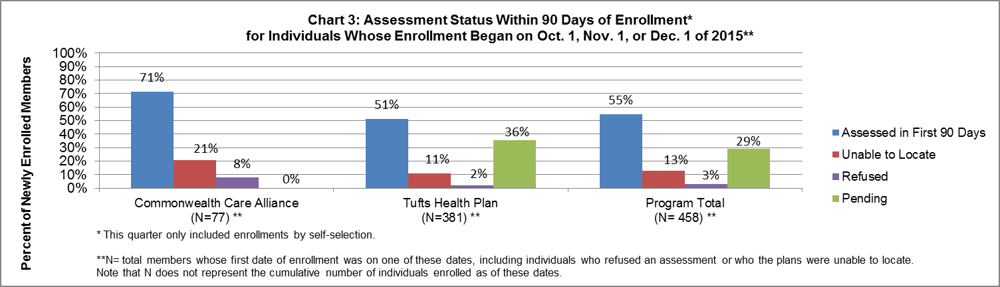 Chart 3: Assessment Status Within 90 Days of Enrollment*
for Individuals Whose Enrollment Began on Oct. 1, Nov. 1, or Dec. 1 of 2015**
Percent of Newly Enrolled Members
100%
90%
80%
70%
60%
50%
40%
30%
20%
10%
0%
71%
21%
8%
0%
51%
11%
2%
36%
55%
13%
3%
29%
Commonwealth Care Alliance
(N=77) **
Tufts Health Plan
(N=381) **
Program Total
(N= 458) **
Assessed in First 90 Days
Unable to Locate
Refused
Pending
* This quarter only included enrollments by self-selection.
**N= total members whose first date of enrollment was on one of these dates, including individuals who refused an assessment or who the plans were unable to locate.
Note that N does not represent the cumulative number of individuals enrolled as of these dates.